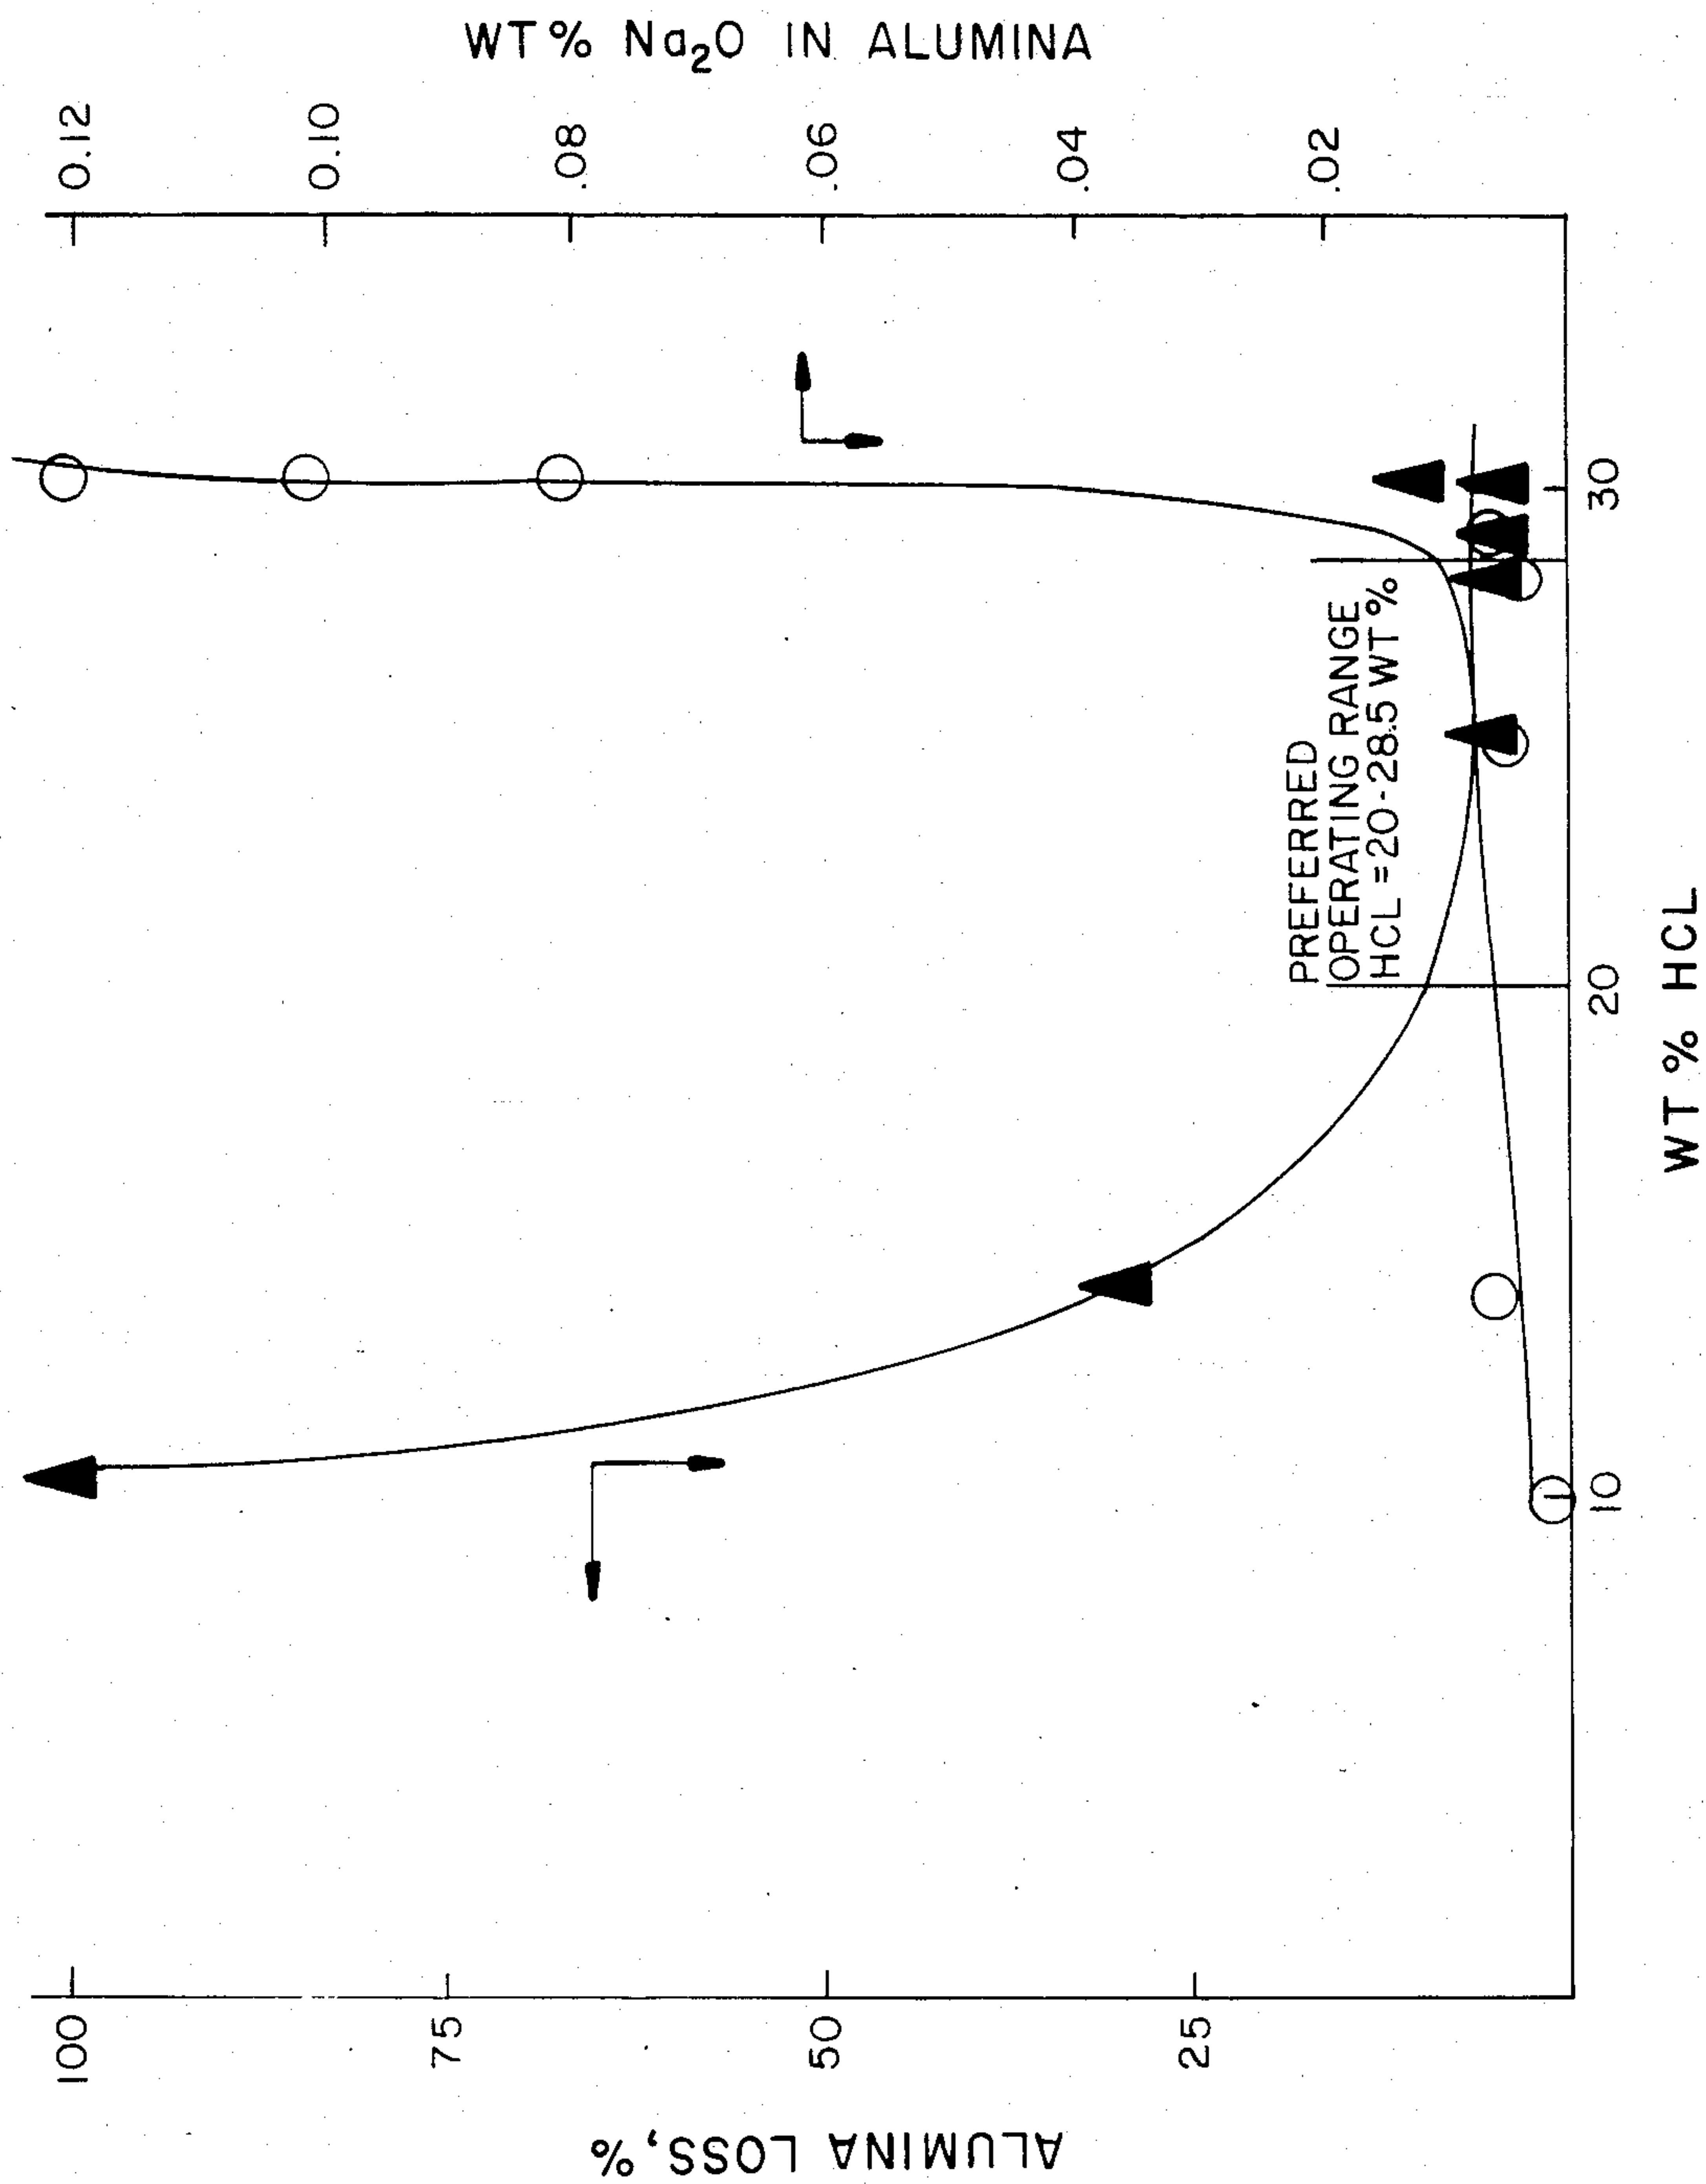 WT% Na₂O IN ALUMINA
0.12
0.10
.08
.06
.04
.02
PREFERRED
OPERATING RANGE
HCL = 20-28.5 WT%
100
75
50
25
ALUMINA LOSS, %
10
20
30
WT % HCL